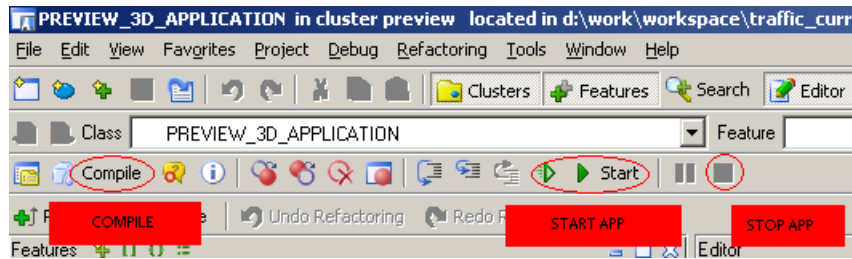 PREVIEW_3D_APPLICATION in cluster preview located in d:\work\workspace\traffic_curr
File Edit View Favorites Project Debug Refactoring Tools Window Help
Clusters Features Search Editor
Class PREVIEW_3D_APPLICATION Feature
Compile Start
Undo Refactoring Redo R
COMPILE START APP STOP APP
Features Editor